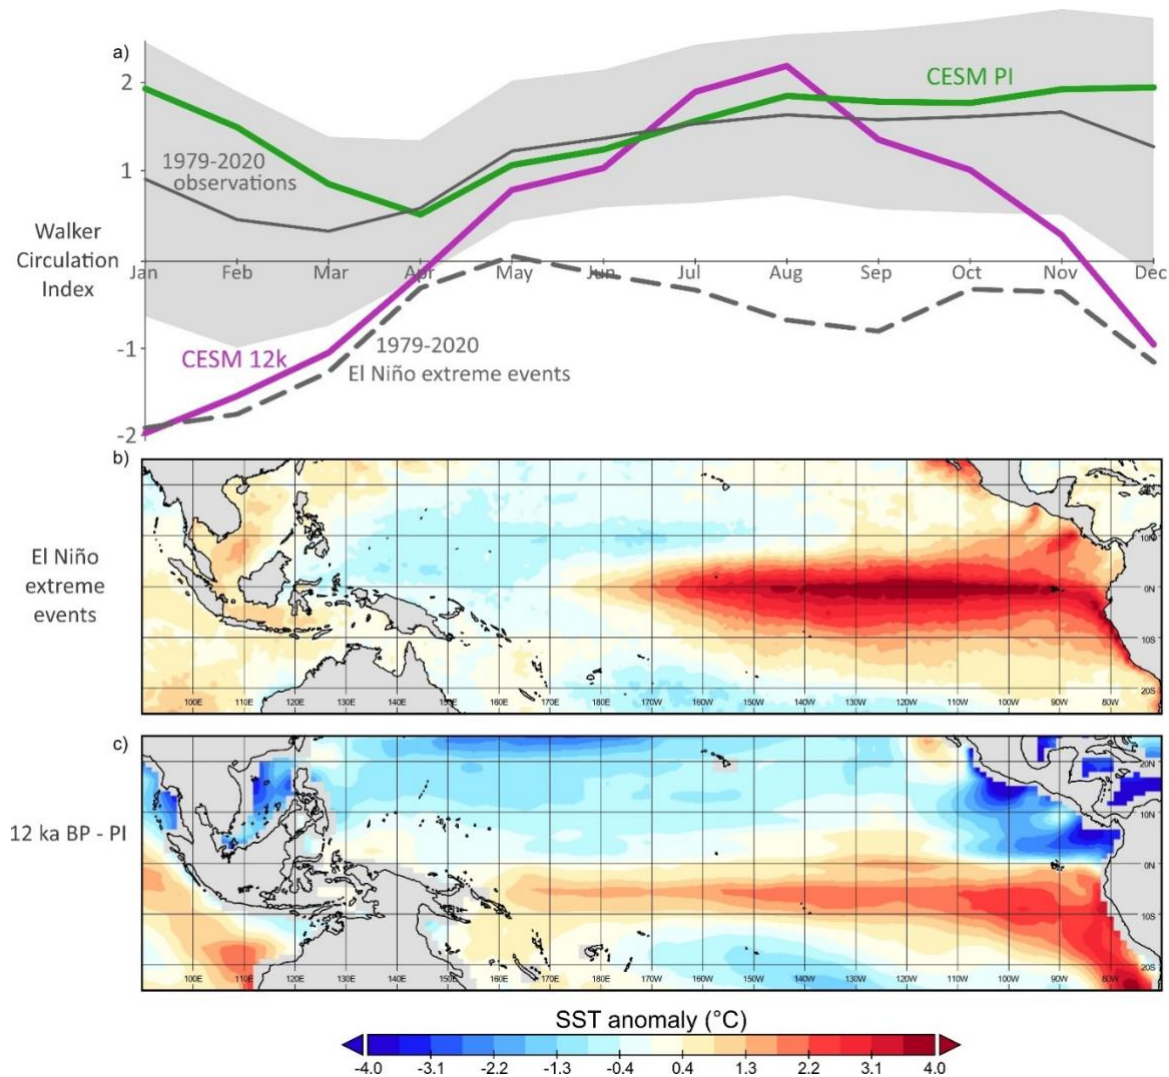 a)
2
CESM PI
1
1979-2020
observations
Walker
Circulation
Index
Jan Feb Mar Apr May Jun Jul Aug Sep Oct Nov Dec
-1
CESM 12k
1979-2020
El Niño extreme events
-2
b)
El Niño
extreme
events
10N
0N
10S
20S
100E 110E 120E 130E 140E 150E 160E 170E 180E 170W 160W 150W 140W 130W 120W 110W 100W 90W 80W
c)
12 ka BP - PI
20N
10N
0N
10S
20S
100E 110E 120E 130E 140E 150E 160E 170E 180E 170W 160W 150W 140W 130W 120W 110W 100W 90W 80W
SST anomaly (°C)
-4.0 -3.1 -2.2 -1.3 -0.4 0.4 1.3 2.2 3.1 4.0